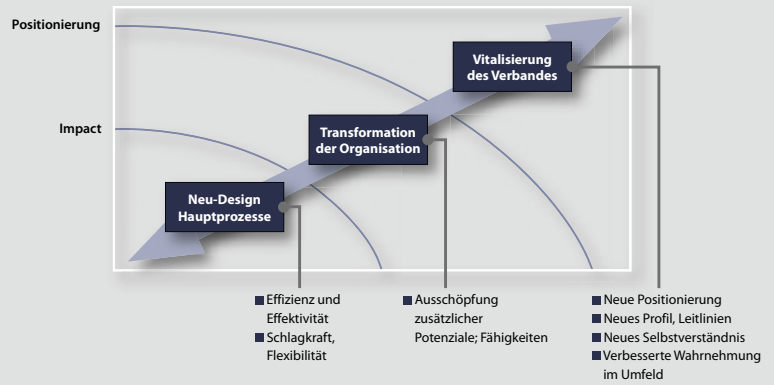 Positionierung
Impact
Vitalisierung
des Verbandes
Transformation
der Organisation
Neu-Design
Hauptprozesse
Effizienz und
Effektivität
Schlagkraft,
Flexibilität
Ausschöpfung
zusätzlicher
Potenziale; Fähigkeiten
Neue Positionierung
Neues Profil, Leitlinien
Neues Selbstverständnis
Verbesserte Wahrnehmung
im Umfeld